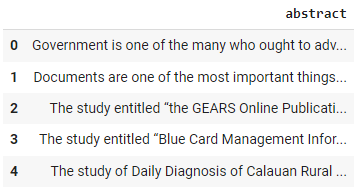 abstract
0 Government is one of the many who ought to adv...
1 Documents are one of the most important things...
2 The study entitled “the GEARS Online Publicati...
3 The study entitled “Blue Card Management Infor...
4 The study of Daily Diagnosis of Calauan Rural ...